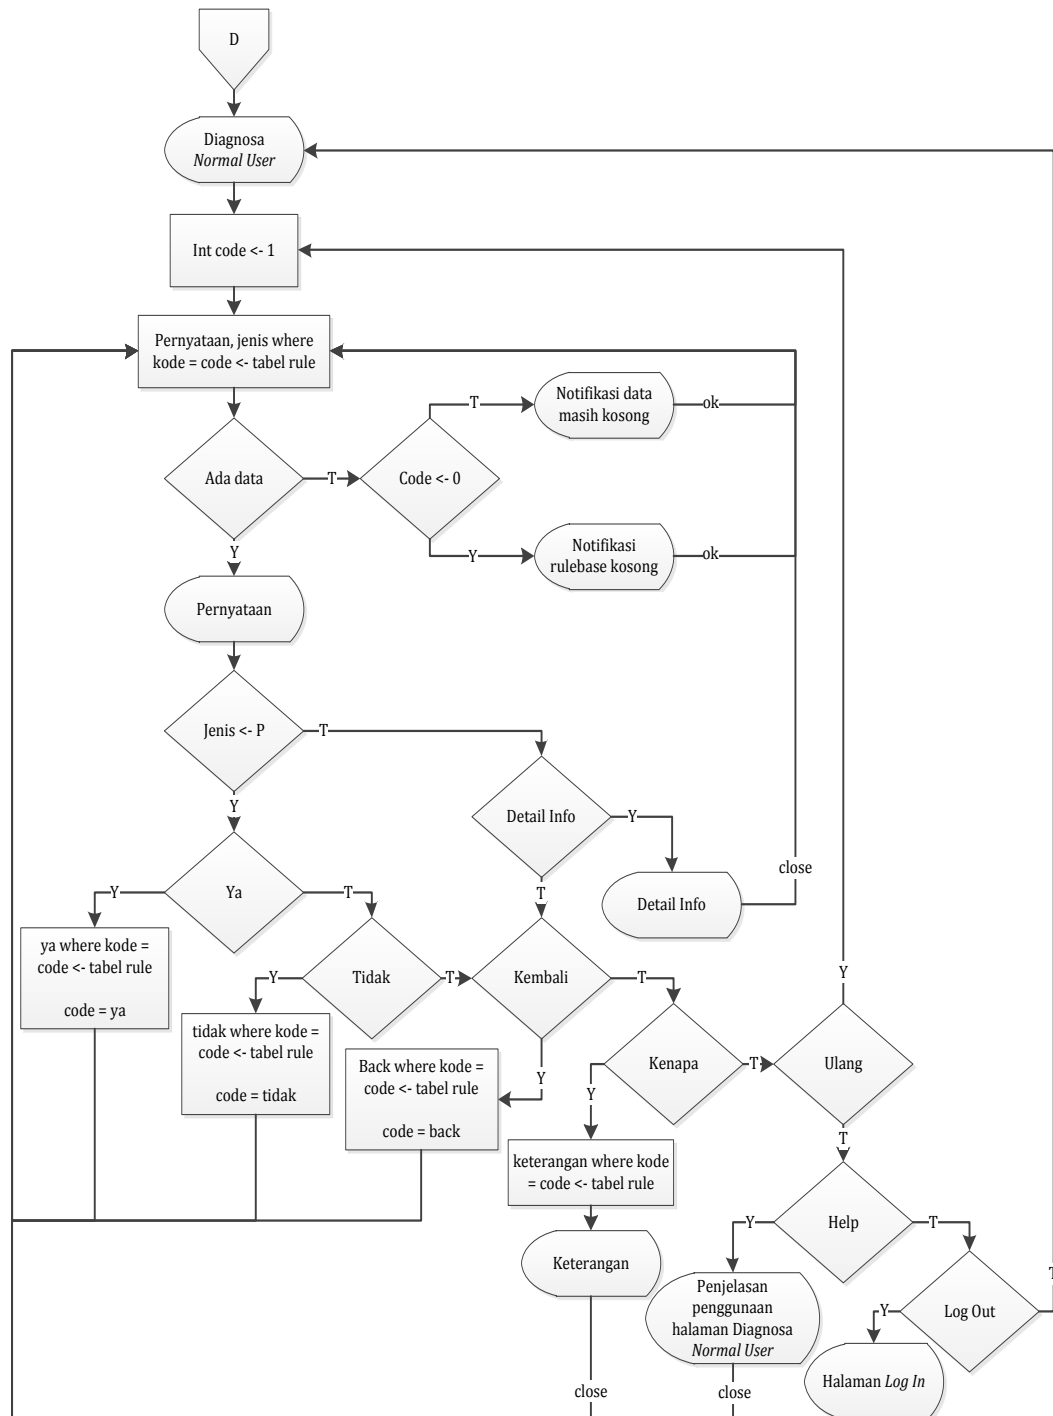 D
Diagnosa
Normal User
Int code <- 1
Pernyataan, jenis where
kode = code <- tabel rule
Notifikasi data
masih kosong
T
ok
Ada data
T
Code <- 0
Y
Notifikasi
rulebase kosong
Y
ok
Pernyataan
Jenis <- P
T
Y
Detail Info
Y
close
Ya
Y
T
T
Detail Info
ya where kode =
code <- tabel rule
code = ya
Tidak
Y
T
Kembali
T
Y
tidak where kode =
code <- tabel rule
code = tidak
Back where kode =
code <- tabel rule
code = back
Y
Kenapa
Y
T
Ulang
T
keterangan where kode
= code <- tabel rule
Help
Y
T
Keterangan
Penjelasan
penggunaan
halaman Diagnosa
Normal User
Log Out
Y
T
Halaman Log In
close
close